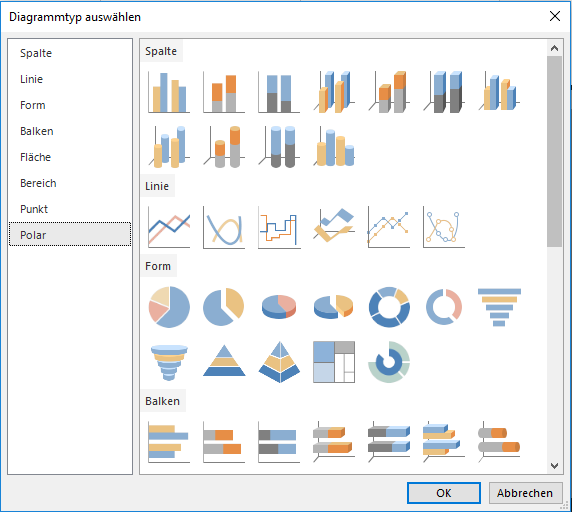 Diagrammtyp auswählen
Spalte
Linie
Form
Balken
Fläche
Bereich
Punkt
Polar
Spalte
Linie
Form
Balken
OK
Abbrechen